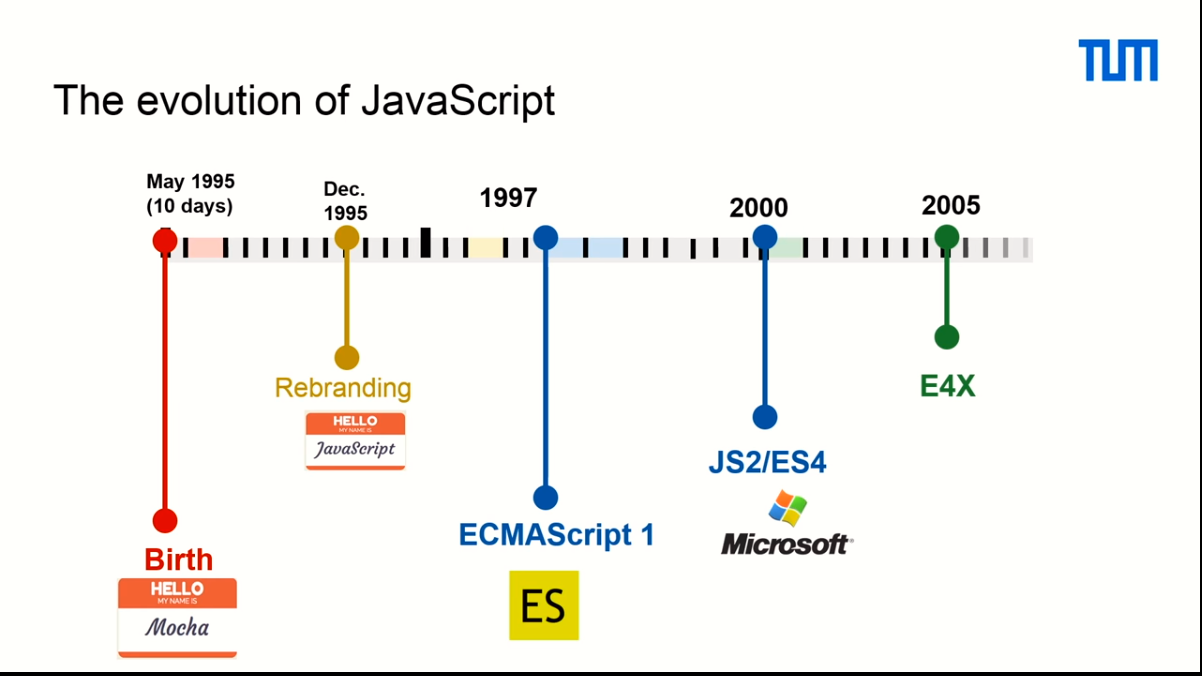 TUM
The evolution of JavaScript
May 1995
(10 days)
Dec.
1995
1997
2000
2005
Rebranding
HELLO
MY NAME IS
JavaScript
E4X
JS2/ES4
Microsoft
ECMAScript 1
ES
Birth
HELLO
MY NAME IS
Mocha